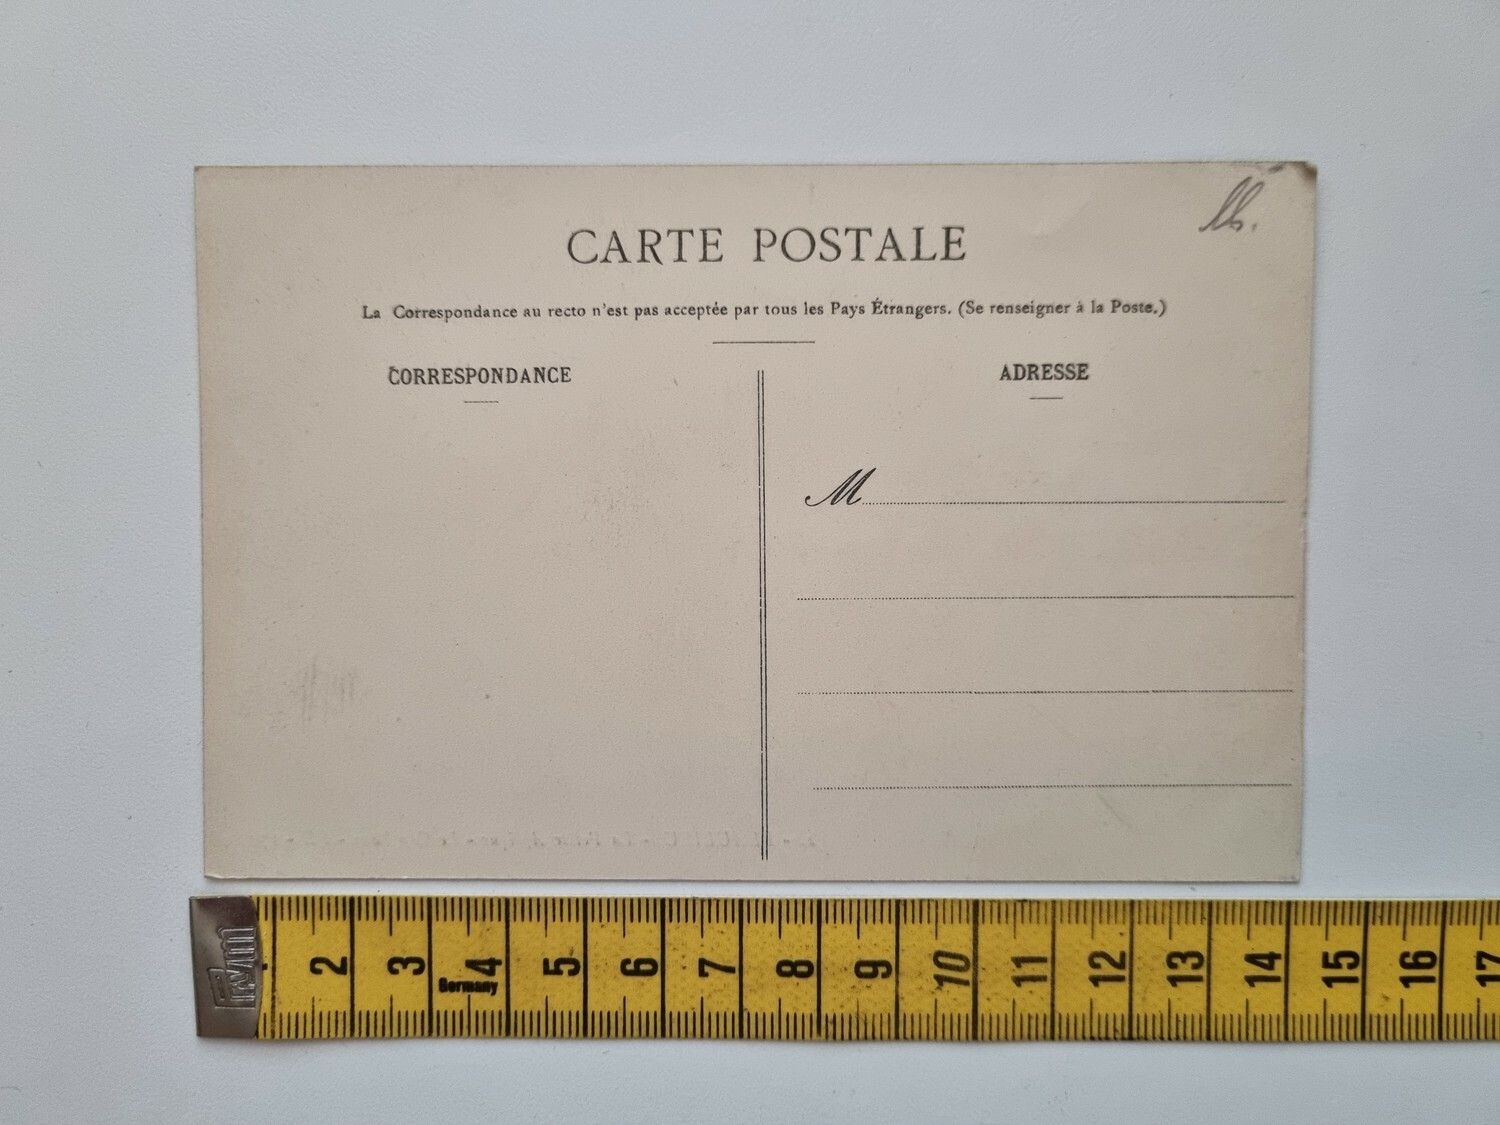 CARTE POSTALE
La Correspondance au recto n'est pas acceptée par tous les Pays Étrangers. (Se renseigner à la Poste.)
CORRESPONDANCE
ADRESSE
M
2 3 4 5 6 7 8 9 10 11 12 13 14 15 16 17
Germany